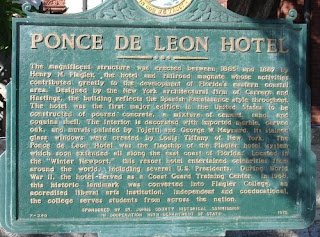 PONCE DE LEON HOTEL
The magnificent structure was erected between 1885 and 1887 by
Henry M. Flagler, the hotel and railroad magnate whose activities
contributed greatly to the development of Florida's eastern coastal
area. Designed by the New York architectural firm of Carrere and
Hastings, the building reflects the Spanish Renaissance style throughout.
The hotel was the first major edifice in the United States to be
constructed of poured concrete, a mixture of cement, sand, and
coquina shell. The interior is decorated with imported marble, carved
oak, and murals painted by Tojetti and George W. Maynard. Its stained
glass windows were created by Louis Tiffany of New York. The
Ponce de Leon Hotel was the flagship of the Flagler hotel system
which soon extended all along the east coast of Florida. Located in
the "Winter Newport," this resort hotel entertained celebrities from
around the world, including several U.S. Presidents. During World
War II, the hotel served as a Coast Guard Training Center. In 1968,
this historic landmark was converted into Flagler College, an
accredited liberal arts institution. Independent and coeducational,
the college serves students from across the nation.
SPONSORED BY ST. JOHNS COUNTY HISTORICAL COMMISSION
IN COOPERATION WITH DEPARTMENT OF STATE